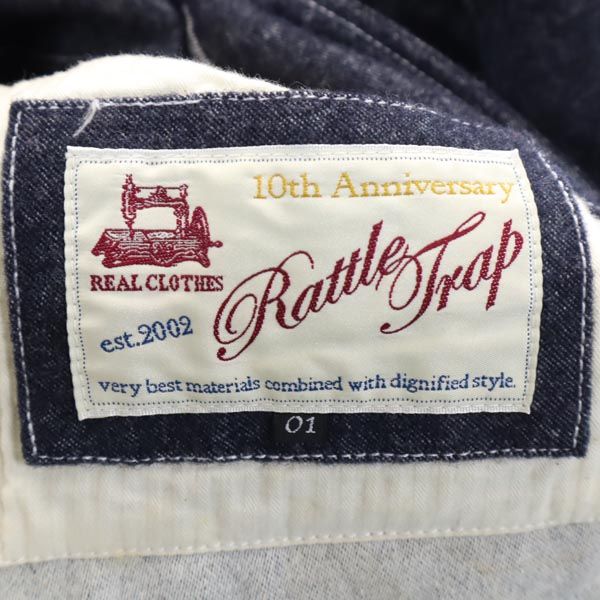 10th Anniversary
REAL CLOTHES
Rattle Trap
est.2002
very best materials combined with dignified style.
01